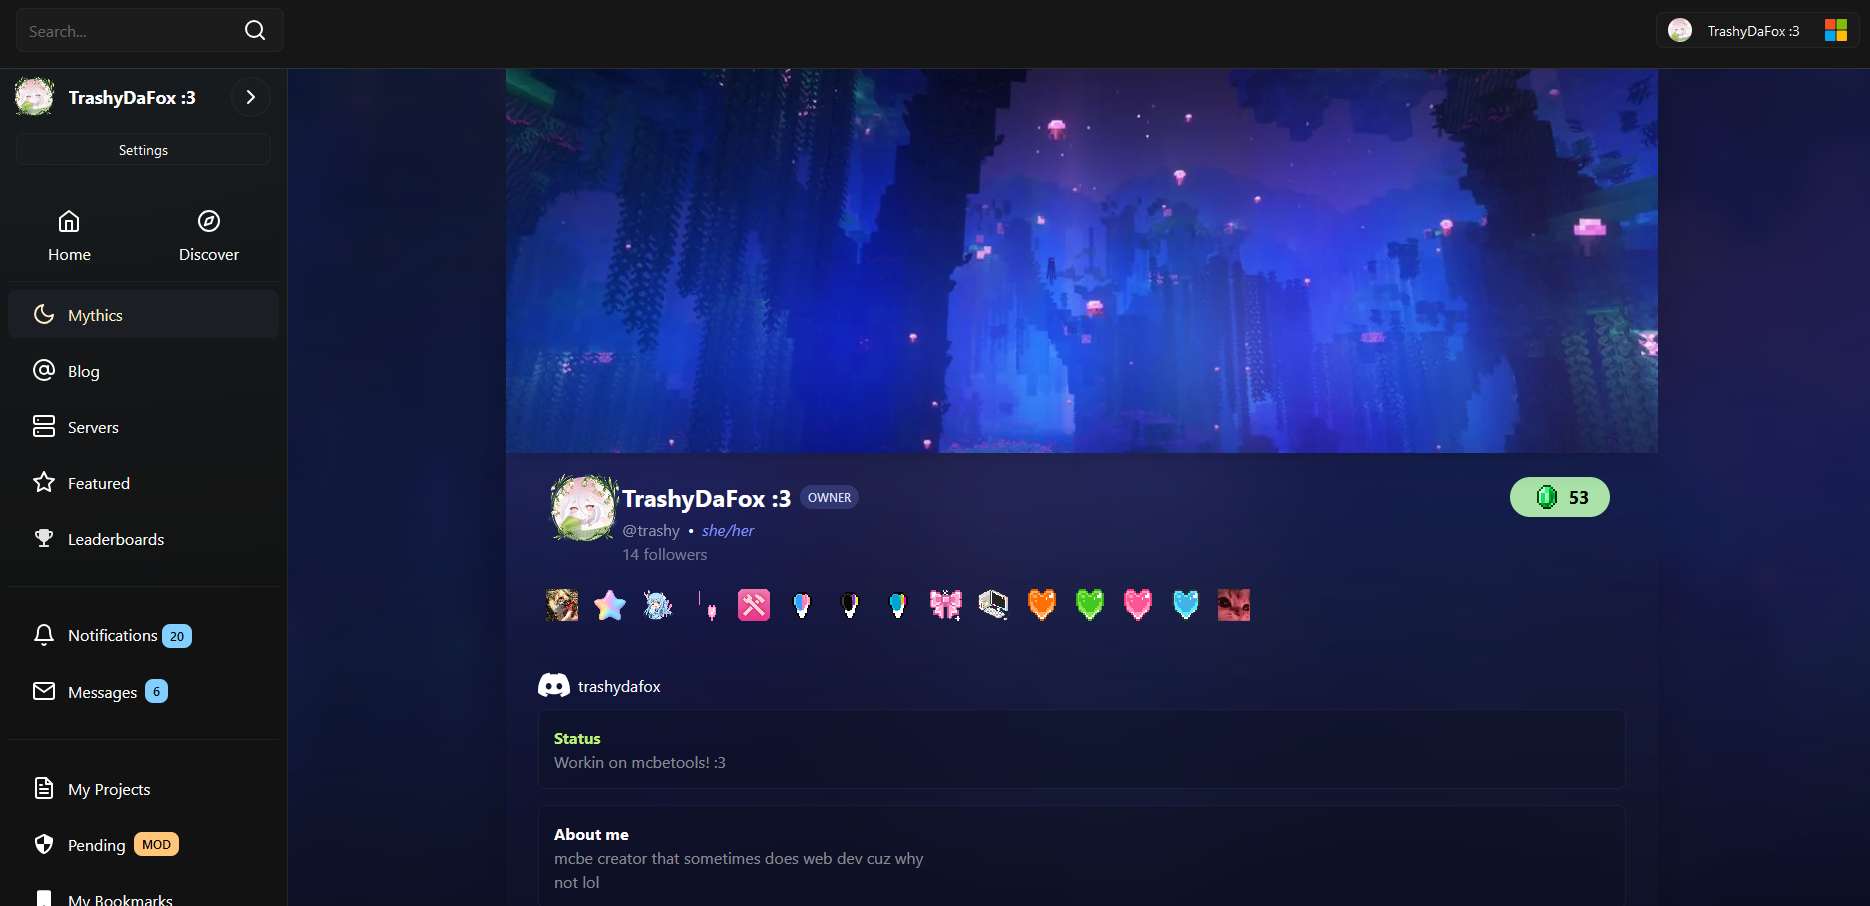 Search...
TrashyDaFox :3
TrashyDaFox :3
Settings
Home
Discover
Mythics
Blog
Servers
Featured
Leaderboards
Notifications 20
Messages 6
My Projects
Pending MOD
My Bookmarks
TrashyDaFox :3 OWNER
@trashy • she/her
14 followers
53
trashydafox
Status
Workin on mcbetools! :3
About me
mcbe creator that sometimes does web dev cuz why
not lol